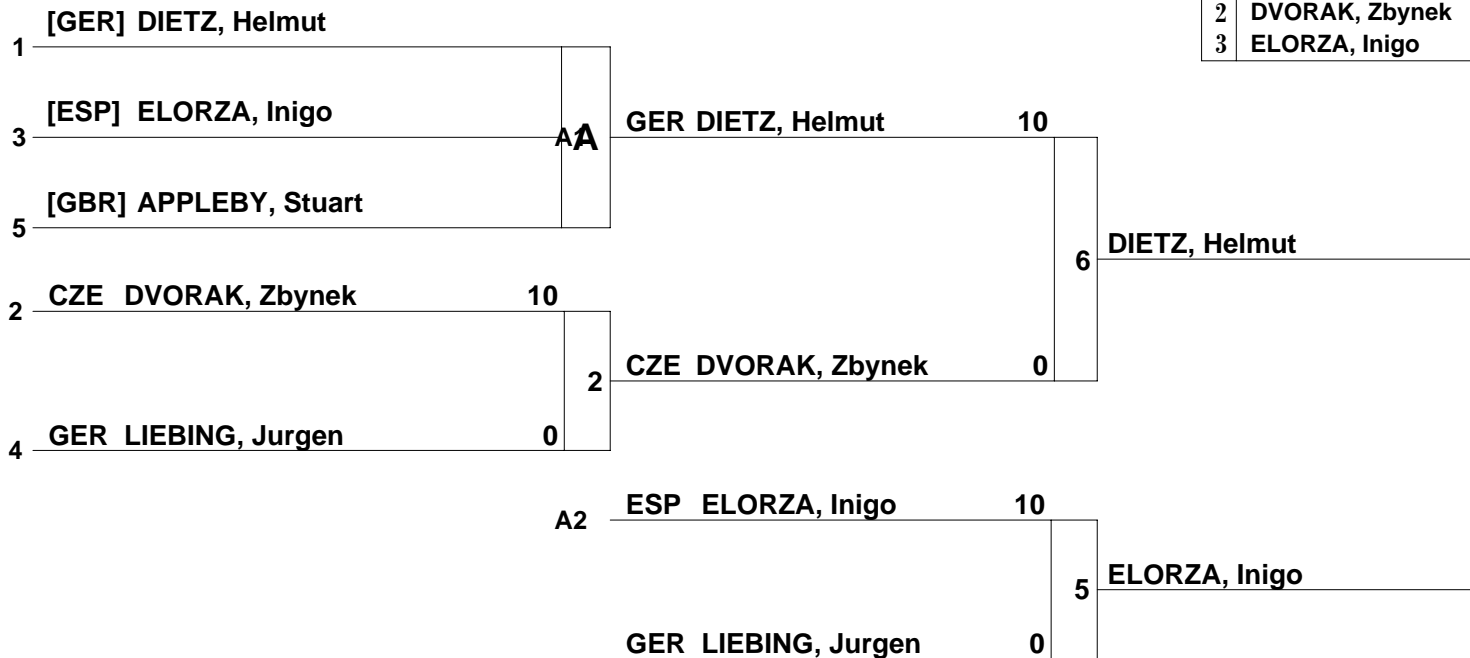 [GER] DIETZ, Helmut
1
2 DVORAK, Zbynek
3 ELORZA, Inigo
[ESP] ELORZA, Inigo
3
A1 A
GER DIETZ, Helmut 10
[GBR] APPLEBY, Stuart
5
6 DIETZ, Helmut
CZE DVORAK, Zbynek 10
2
2 CZE DVORAK, Zbynek 0
GER LIEBING, Jurgen 0
4
A2 ESP ELORZA, Inigo 10
5 ELORZA, Inigo
GER LIEBING, Jurgen 0